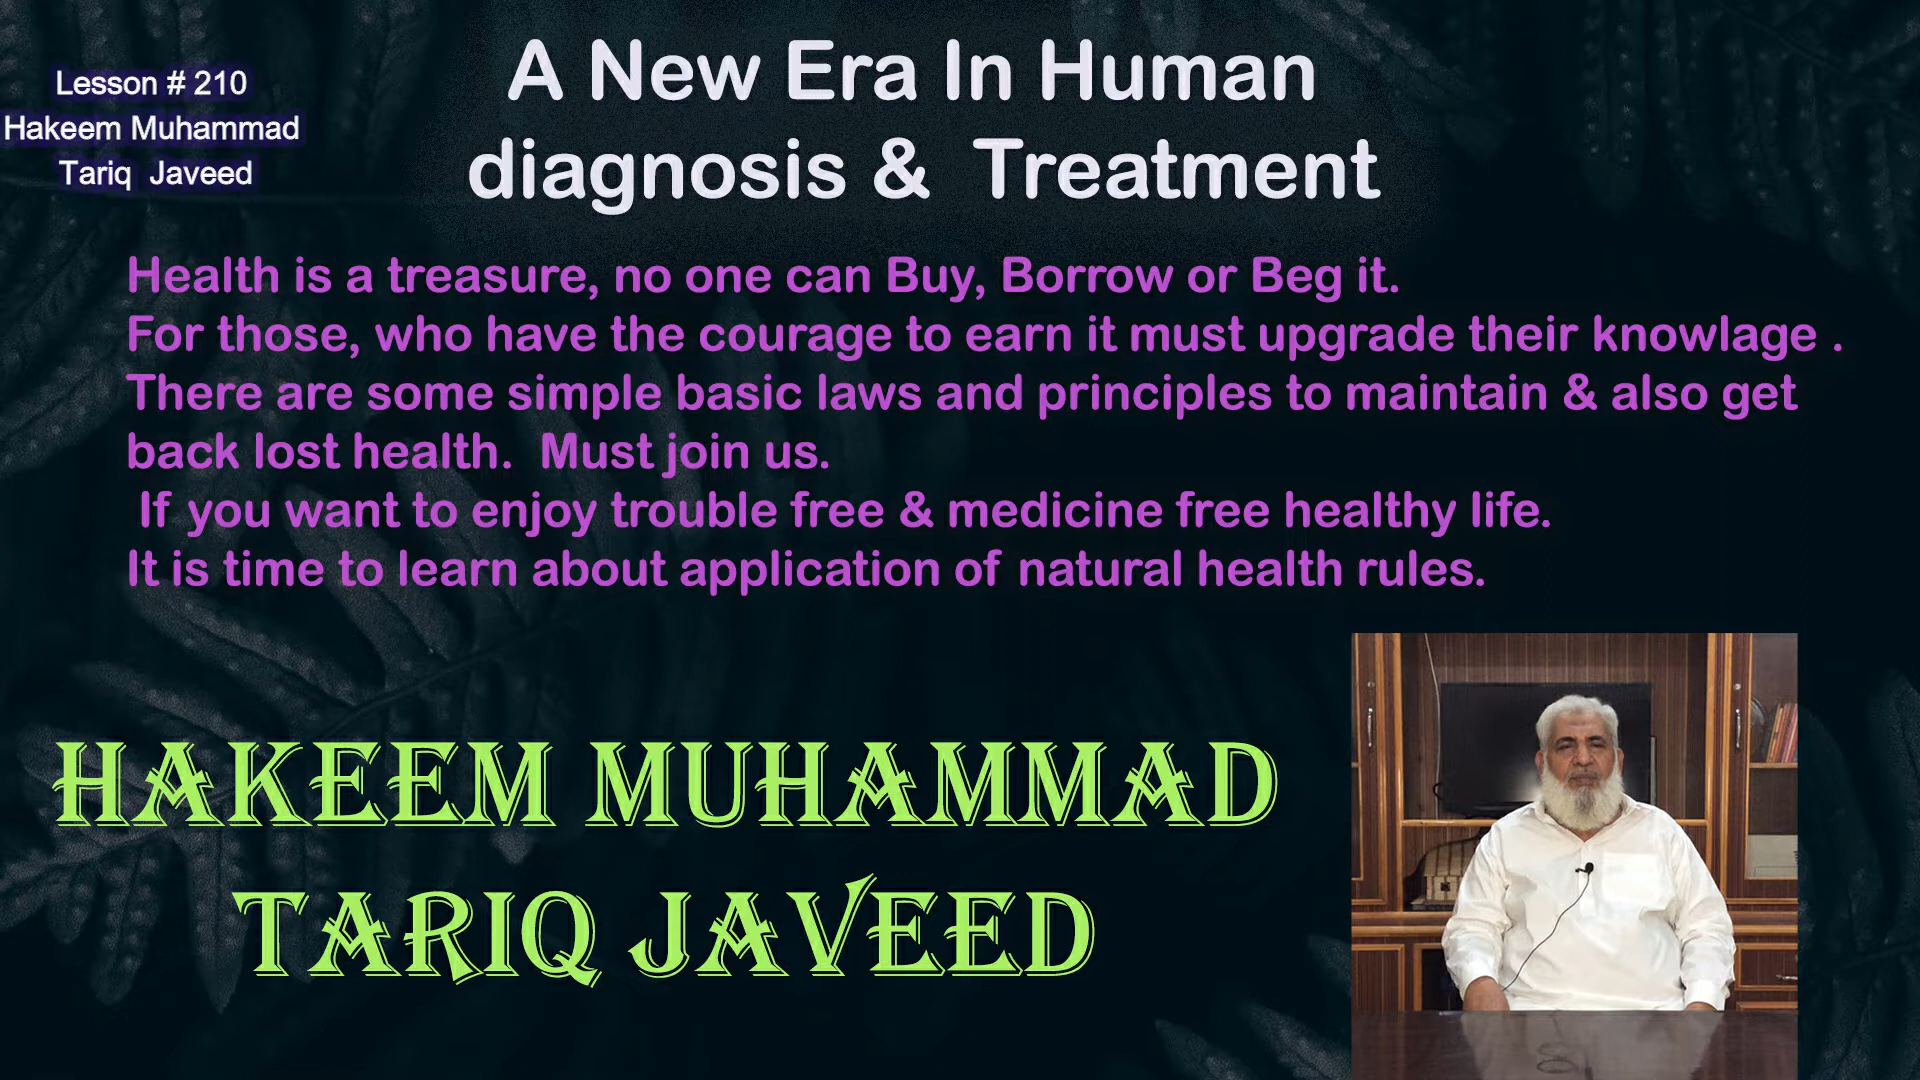 Lesson # 210
Hakeem Muhammad
Tariq Javeed
A New Era In Human
diagnosis & Treatment
Health is a treasure, no one can Buy, Borrow or Beg it.
For those, who have the courage to earn it must upgrade their knowlage .
There are some simple basic laws and principles to maintain & also get
back lost health. Must join us.
If you want to enjoy trouble free & medicine free healthy life.
It is time to learn about application of natural health rules.
HAKEEM MUHAMMAD
TARIQ JAVEED